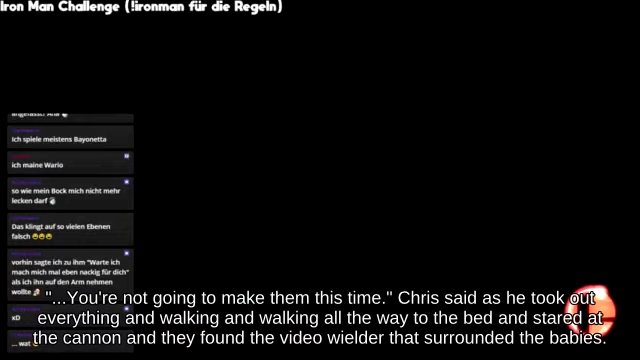 Iron Man Challenge (!ironman für die Regeln)
angefasst! Aha
Ich spiele meistens Bayonetta
ich maine Wario
so wie mein Bock mich nicht mehr
lecken darf
Das klingt auf so vielen Ebenen
falsch
vorhin sagte ich zu ihm "Warte ich
mach mich mal eben nackig für dich"
als ich ihn auf den Arm nehmen
wollte
xD
... wat
"...You're not going to make them this time." Chris said as he took out
everything and walking and walking all the way to the bed and stared at
the cannon and they found the video wielder that surrounded the babies.